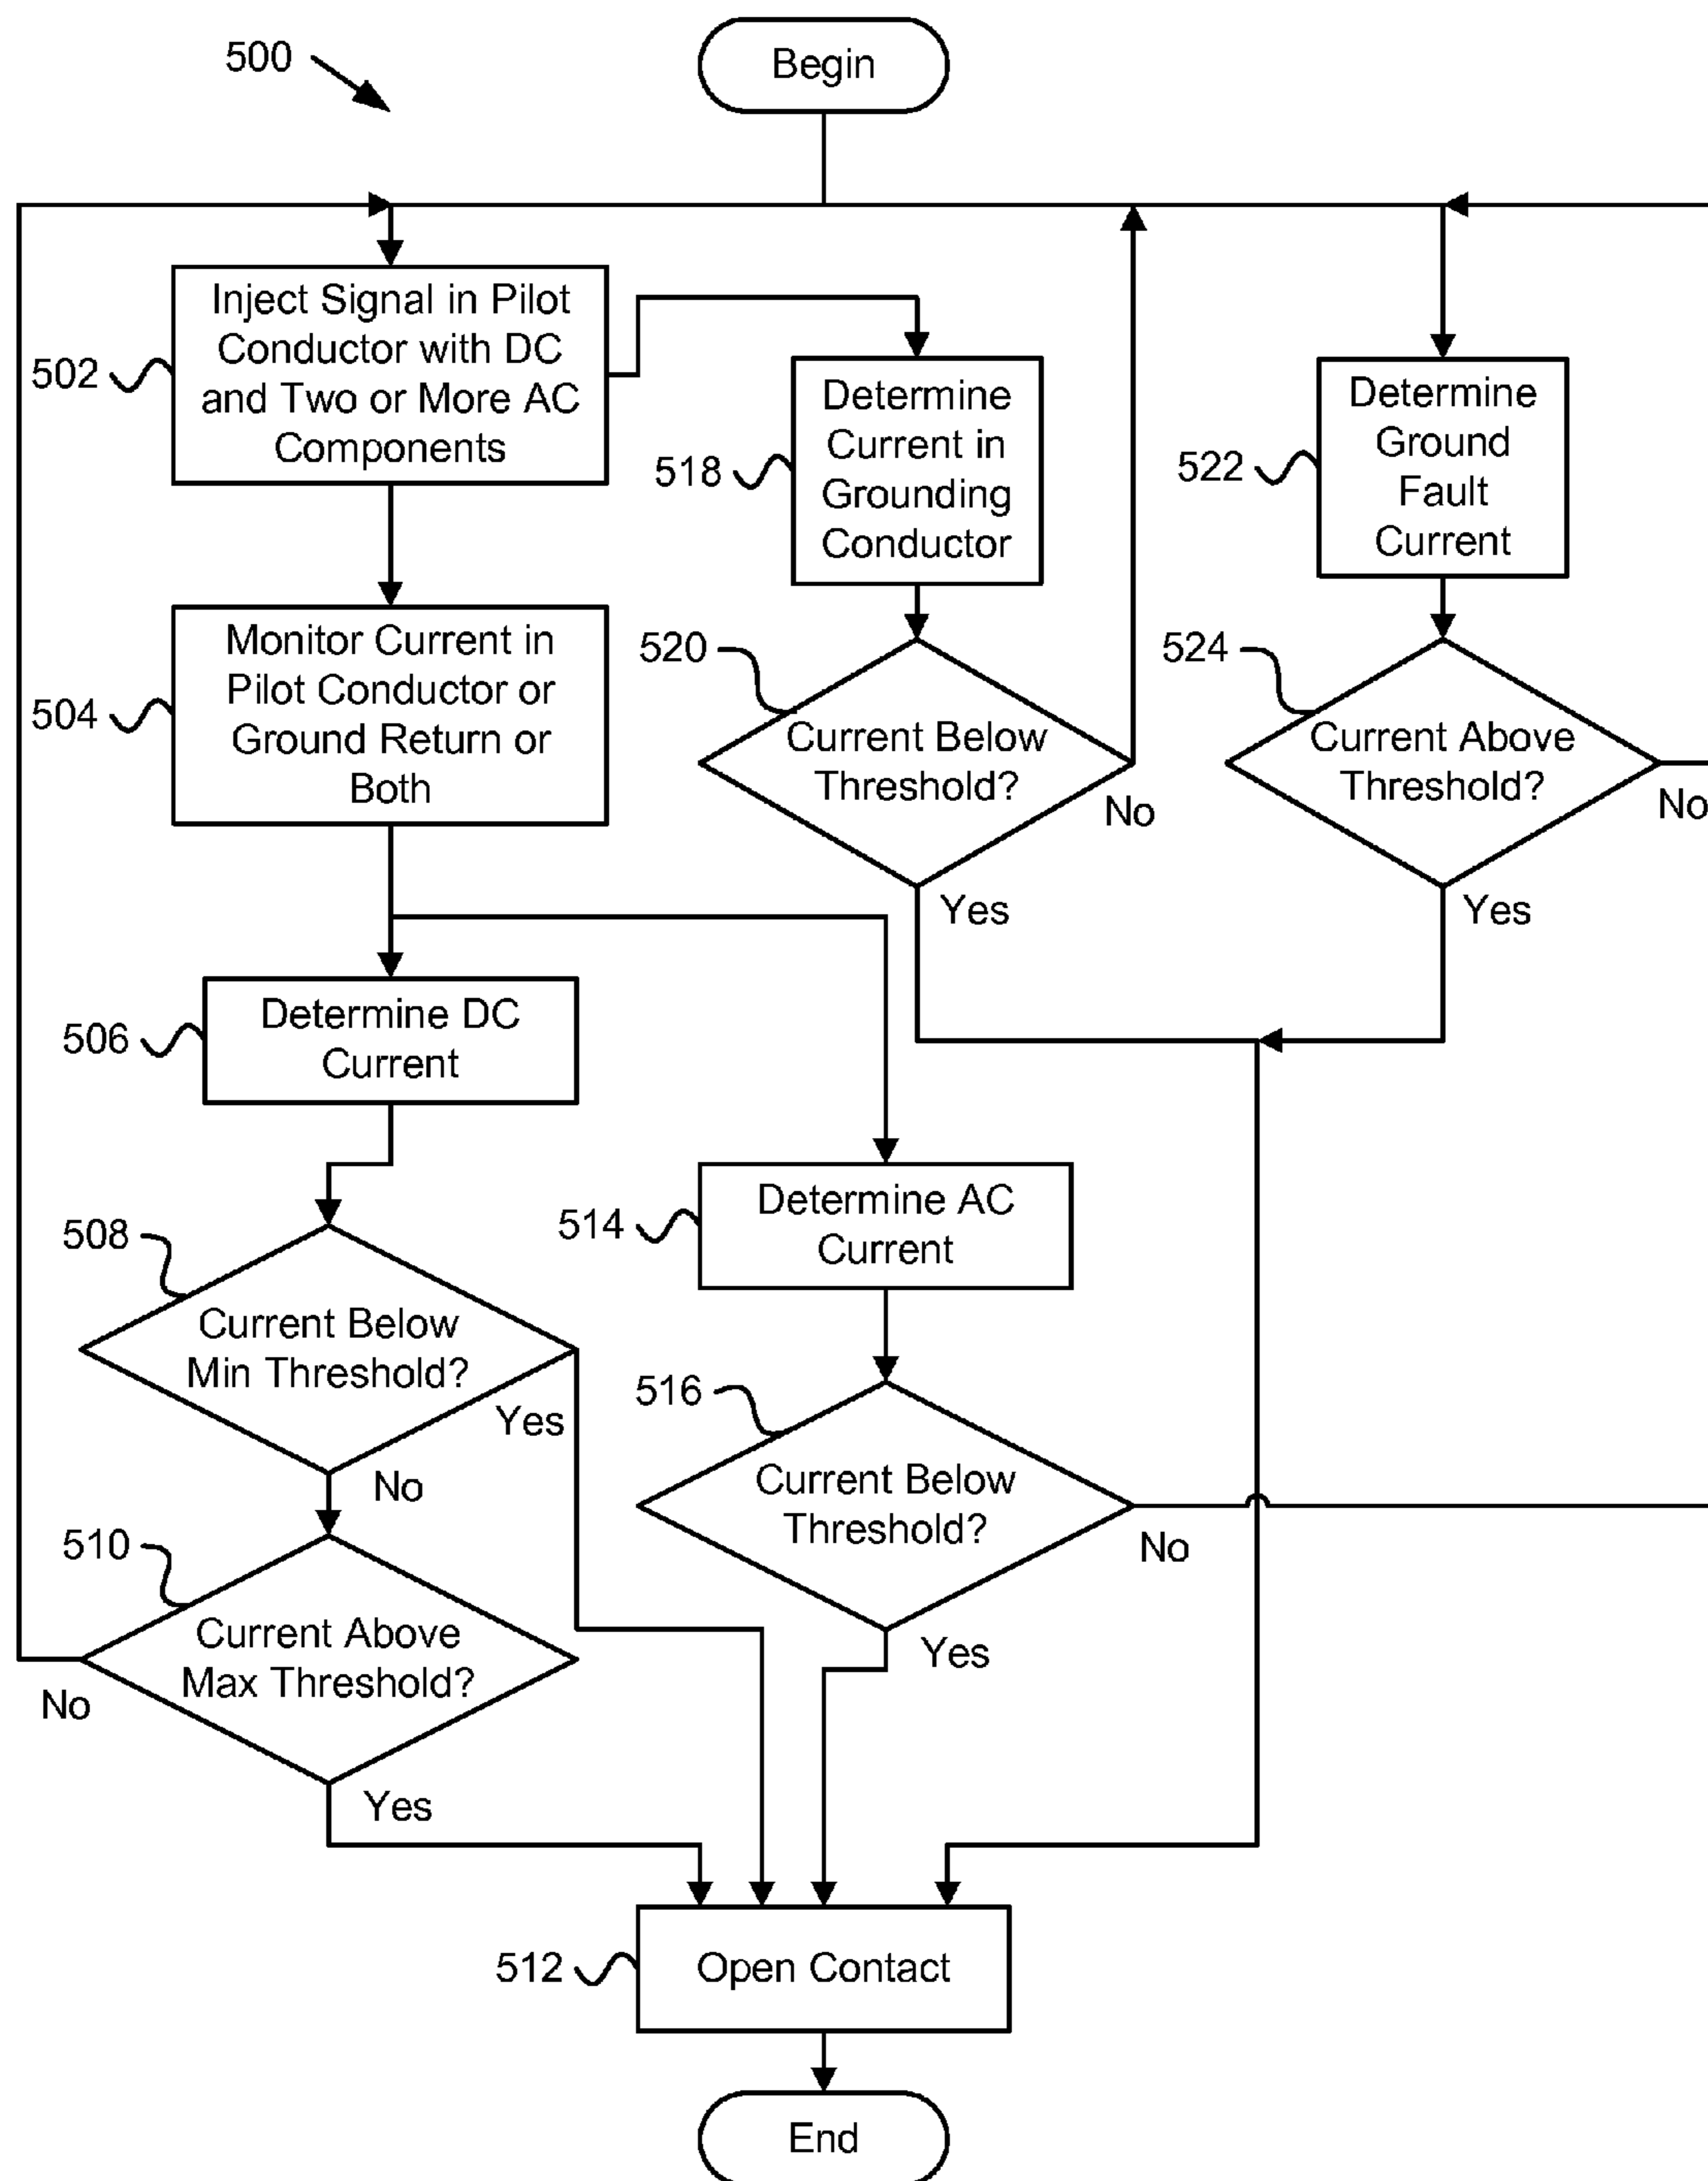 500
Begin
502
Inject Signal in Pilot
Conductor with DC
and Two or More AC
Components
518
Determine
Current in
Grounding
Conductor
522
Determine
Ground
Fault
Current
504
Monitor Current in
Pilot Conductor or
Ground Return or
Both
520
Current Below
Threshold?
No
Yes
524
Current Above
Threshold?
No
Yes
506
Determine DC
Current
514
Determine AC
Current
508
Current Below
Min Threshold?
Yes
No
516
Current Below
Threshold?
No
Yes
510
Current Above
Max Threshold?
No
Yes
512
Open Contact
End